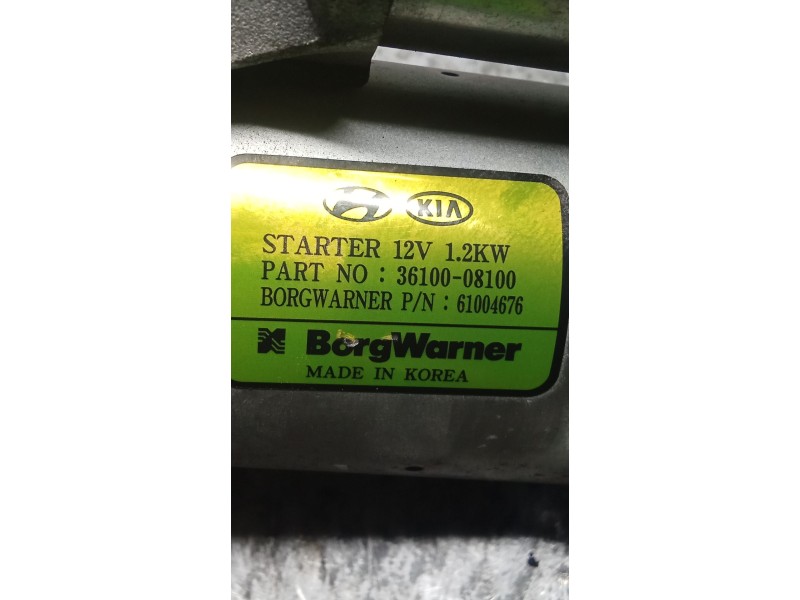 KIA
STARTER 12V 1.2KW
PART NO : 36100-08100
BORGWARNER P/N : 61004676
BorgWarner
MADE IN KOREA